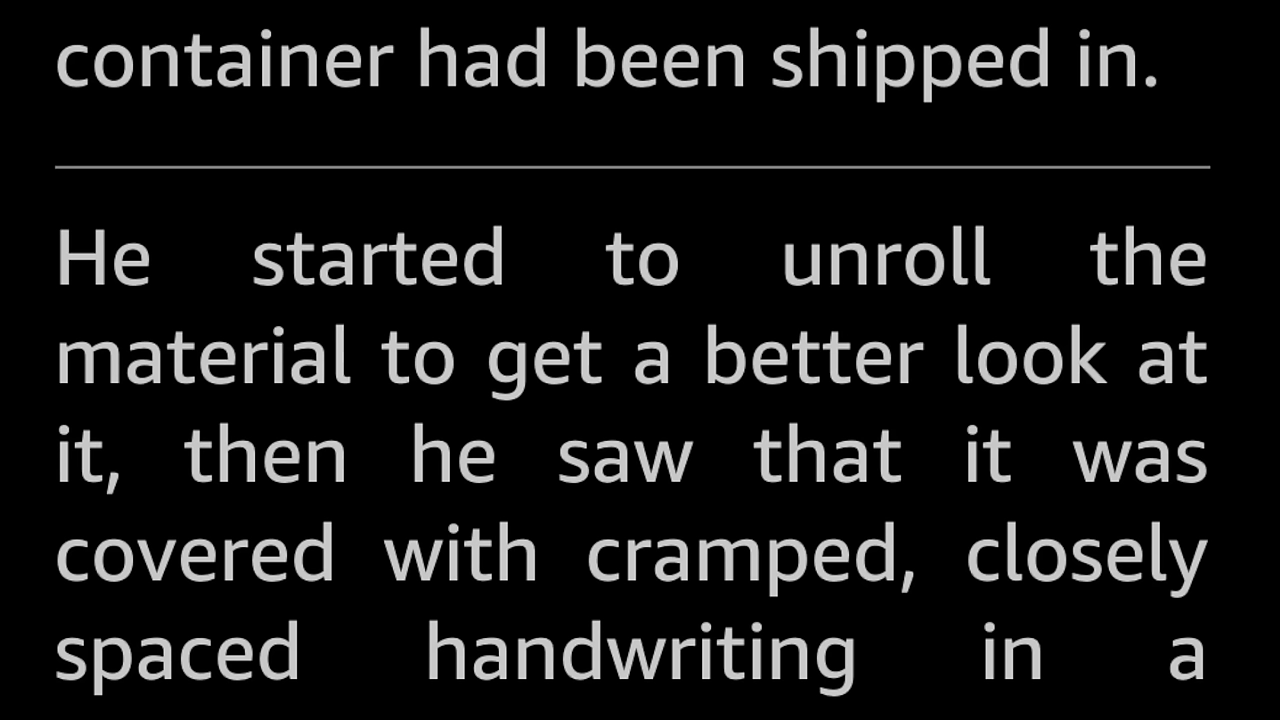 container had been shipped in.
He started to unroll the
material to get a better look at
it, then he saw that it was
covered with cramped, closely
spaced handwriting in a